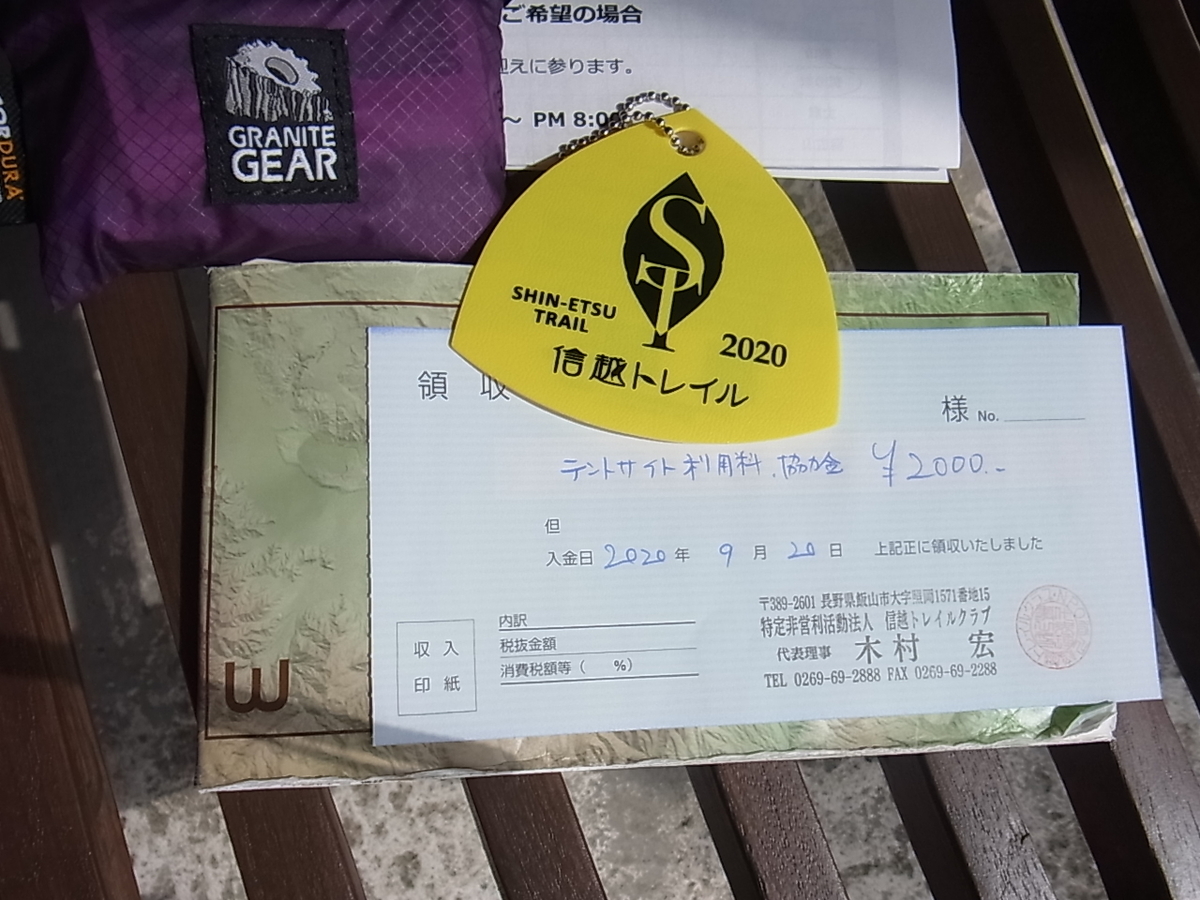 ご希望の場合
迎えに参ります。
～ PM 8:00
GRANITE
GEAR
CORDURA
SHIN-ETSU
TRAIL
ST
2020
信越トレイル
領 収
様 No.
テントサイト利用料、協力金 ¥2000.-
但
入金日 2020 年 9 月 20 日 上記正に領収いたしました
収 入
印 紙
内訳
税抜金額
消費税額等（ %）
〒389-2601 長野県飯山市大字照岡1571番地15
特定非営利活動法人 信越トレイルクラブ
代表理事 木村 宏
TEL 0269-69-2888 FAX 0269-69-2288
W